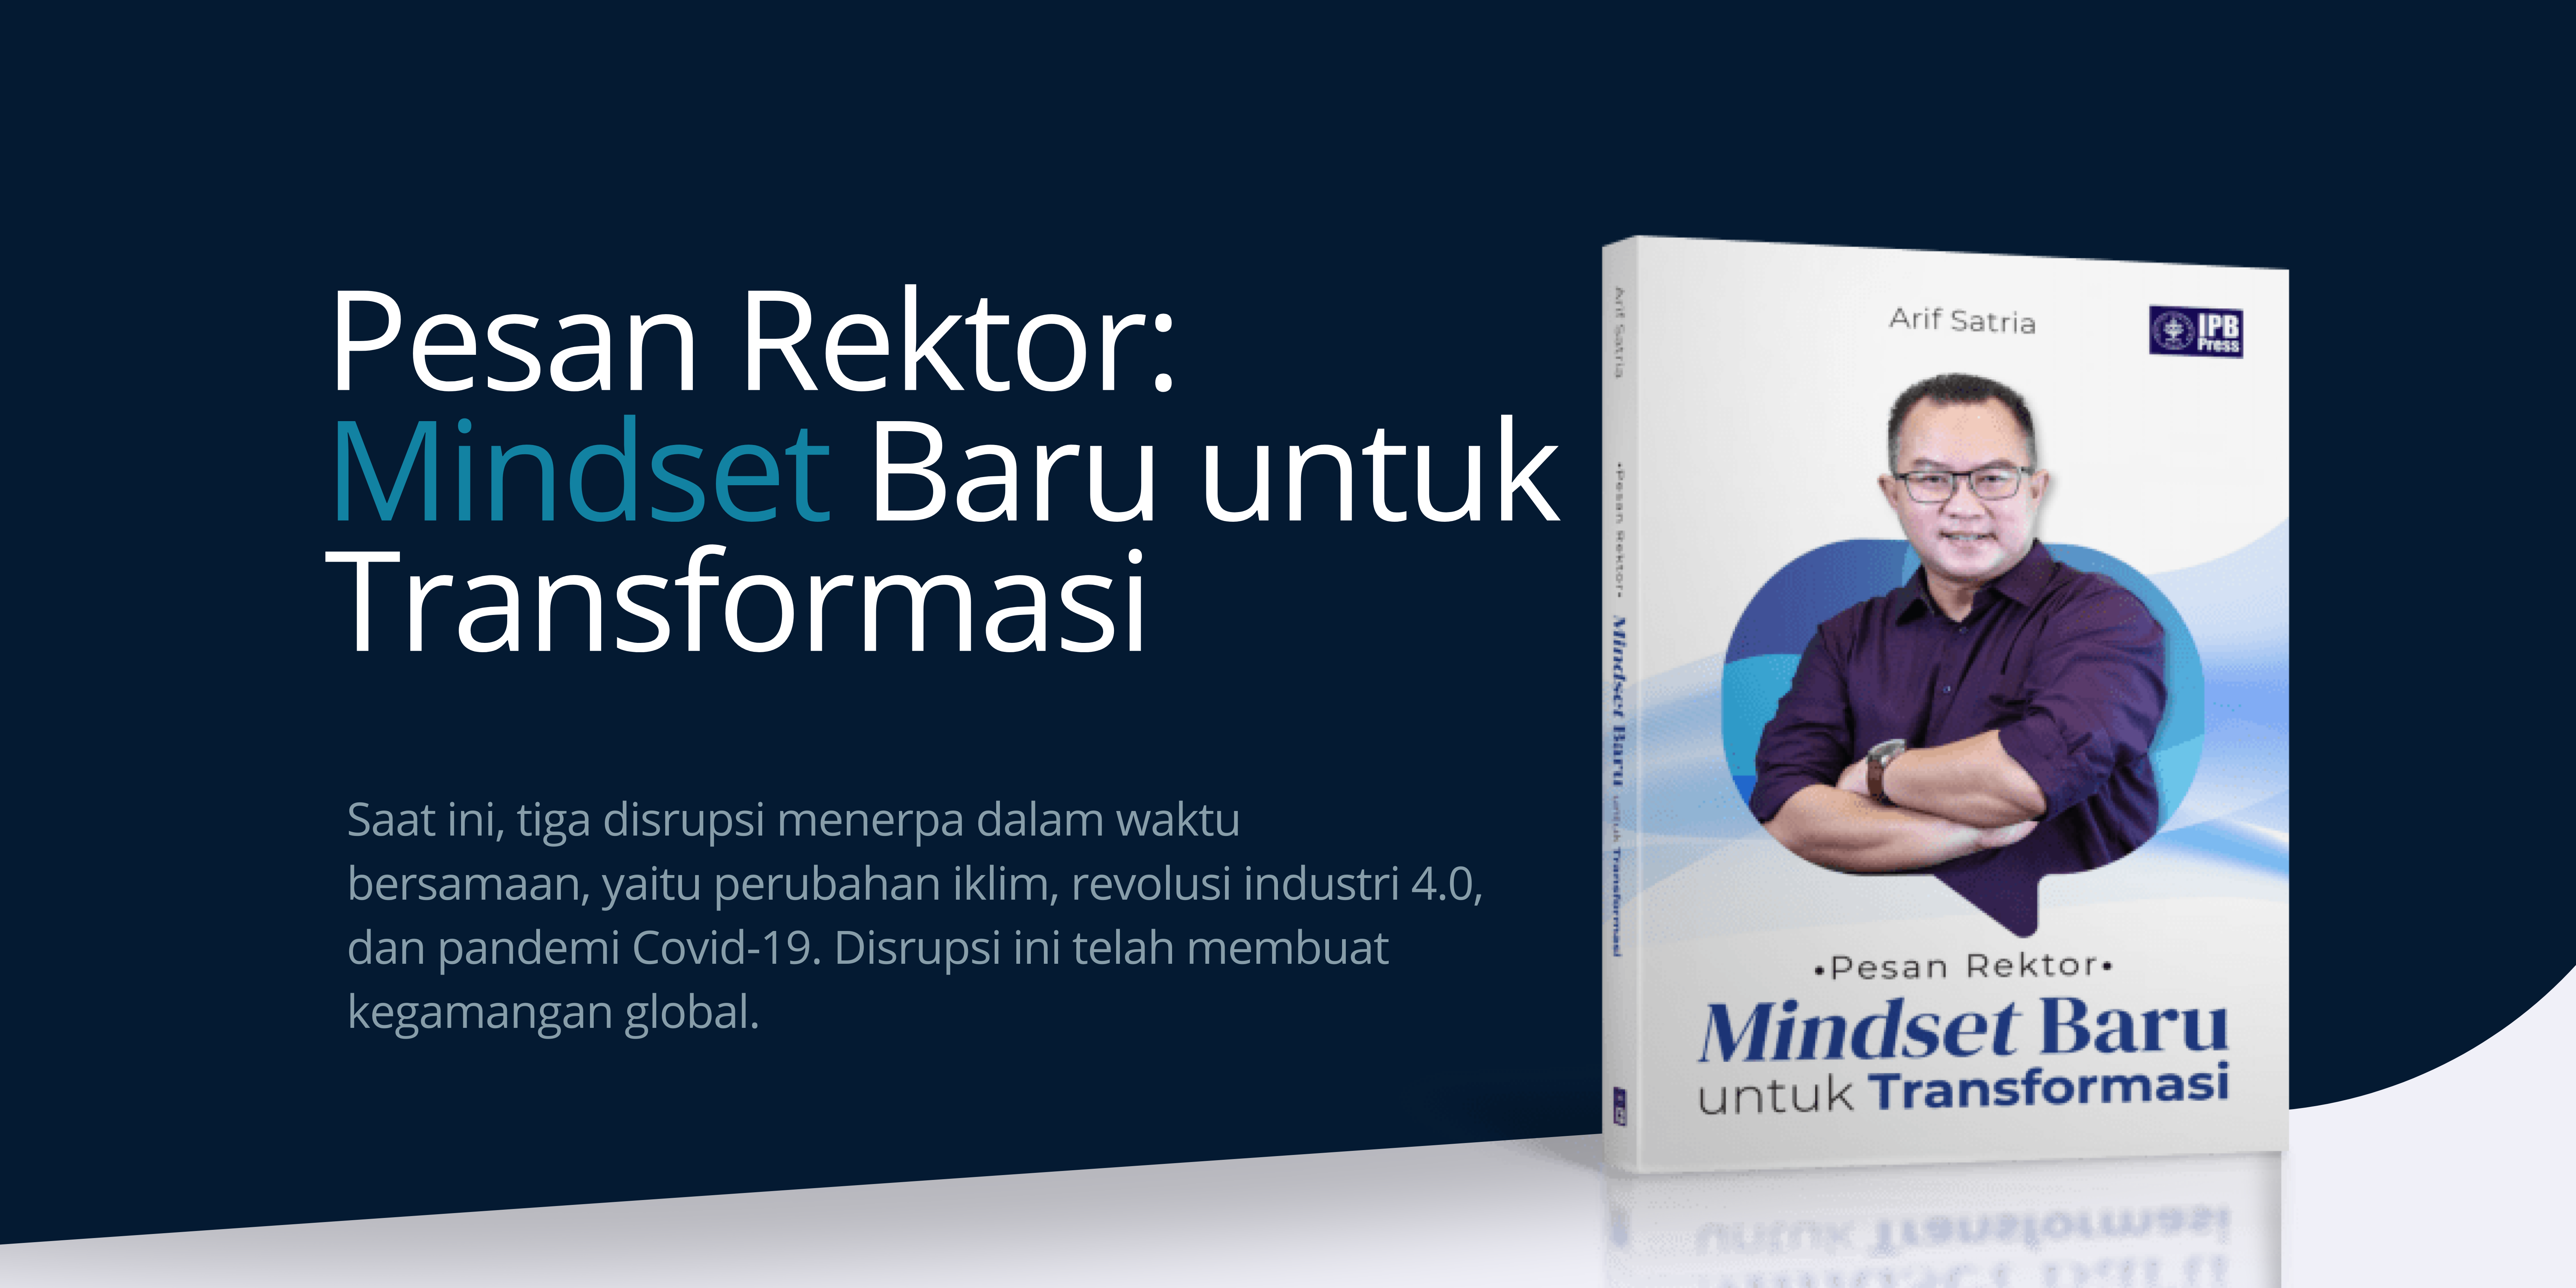 Pesan Rektor:
Mindset Baru untuk
Transformasi
Saat ini, tiga disrupsi menerpa dalam waktu
bersamaan, yaitu perubahan iklim, revolusi industri 4.0,
dan pandemi Covid-19. Disrupsi ini telah membuat
kegamangan global.
Arif Satria •Pesan Rektor• Mindset Baru untuk Transformasi
Arif Satria
IPB
Press
•Pesan Rektor•
Mindset Baru
untuk Transformasi